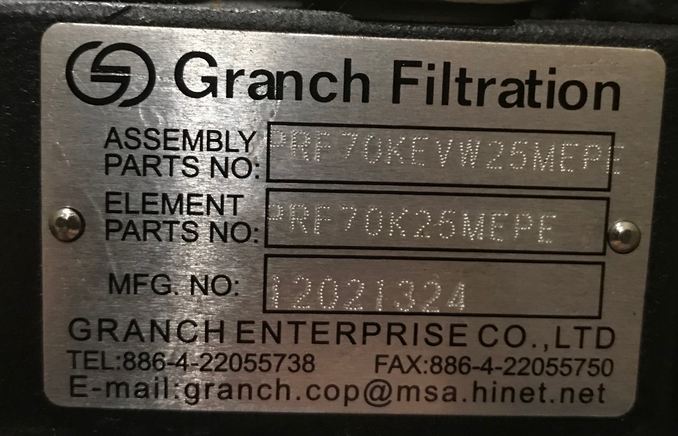 Granch Filtration
ASSEMBLY PARTS NO: PRF70KEVW25MEPE
ELEMENT PARTS NO: PRF70K25MEPE
MFG. NO: 12021324
GRANCH ENTERPRISE CO.,LTD
TEL:886-4-22055738 FAX:886-4-22055750
E-mail:granch.cop@msa.hinet.net